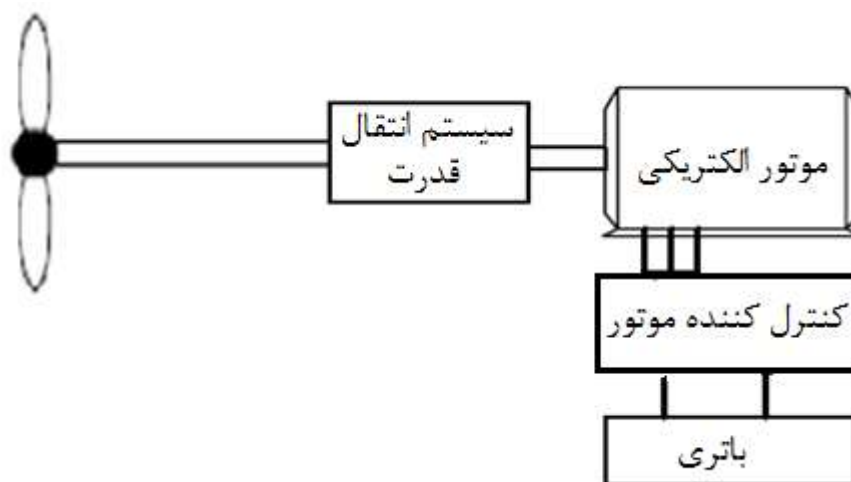 سیستم انتقال
قدرت
موتور الکتریکی
کنترل کننده موتور
باتری